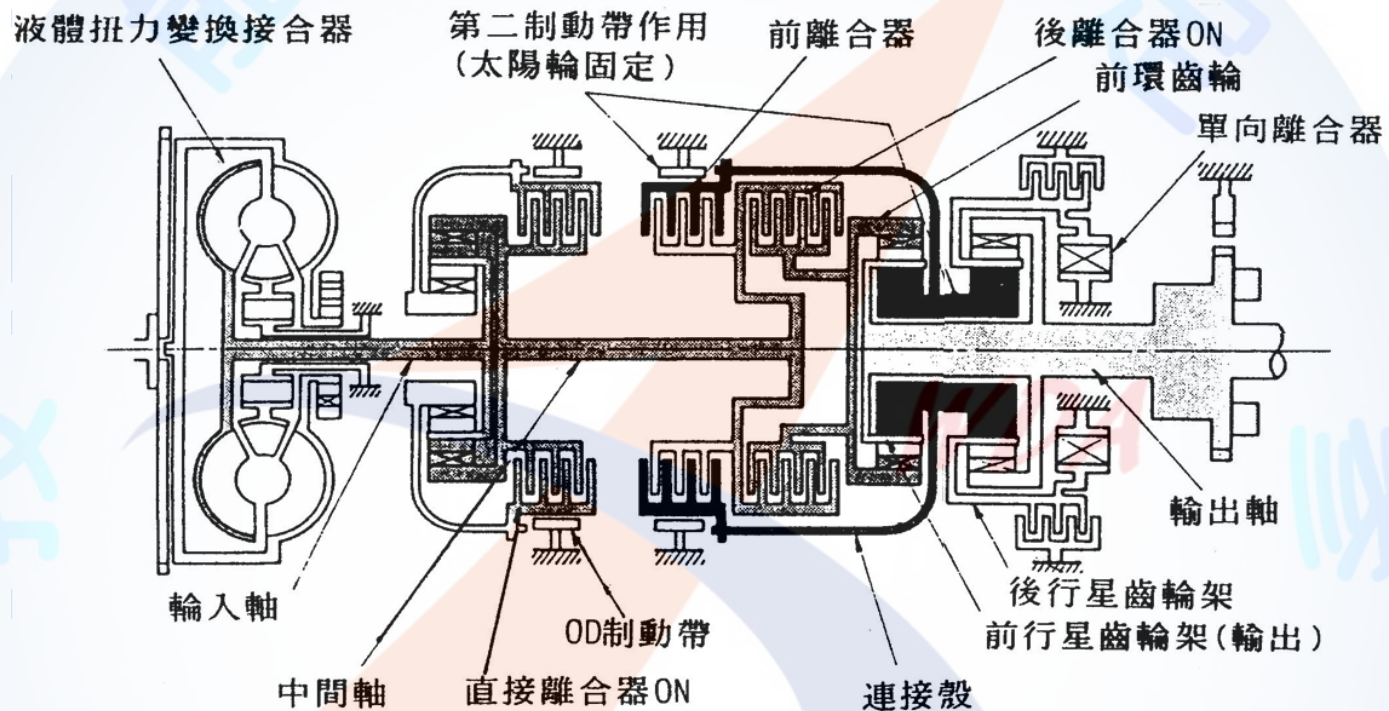 液體扭力變換接合器
第二制動帶作用
(太陽輪固定)
前離合器
後離合器ON
前環齒輪
單向離合器
輸出軸
輸入軸
OD制動帶
後行星齒輪架
前行星齒輪架(輸出)
中間軸
直接離合器ON
連接殼
WDA